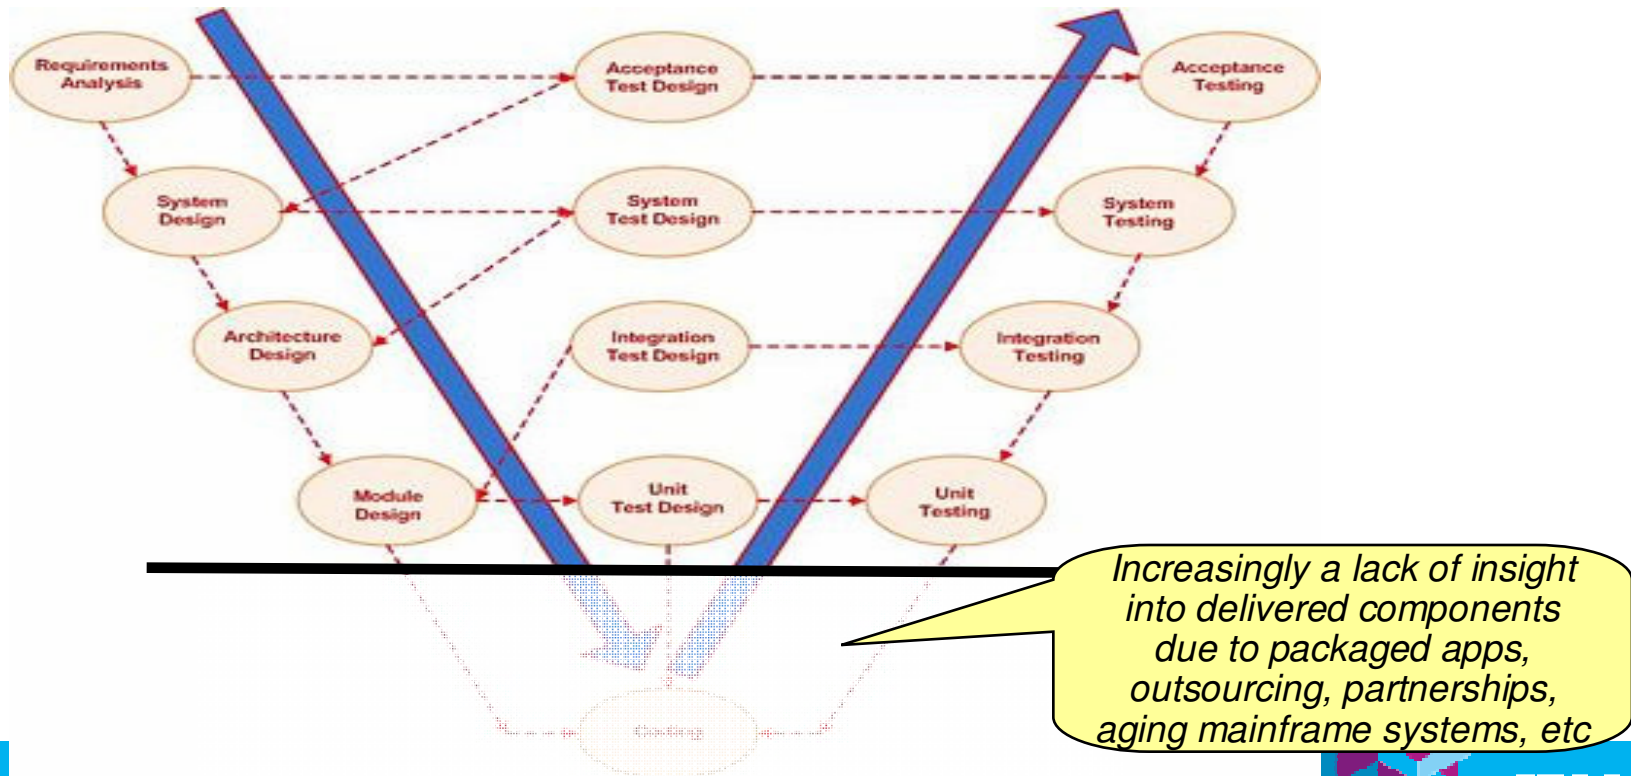 Requirements
Analysis
Acceptance
Test Design
Acceptance
Testing
System
Design
System
Test Design
System
Testing
Architecture
Design
Integration
Test Design
Integration
Testing
Module
Design
Unit
Test Design
Unit
Testing
Increasingly a lack of insight
into delivered components
due to packaged apps,
outsourcing, partnerships,
aging mainframe systems, etc
Coding